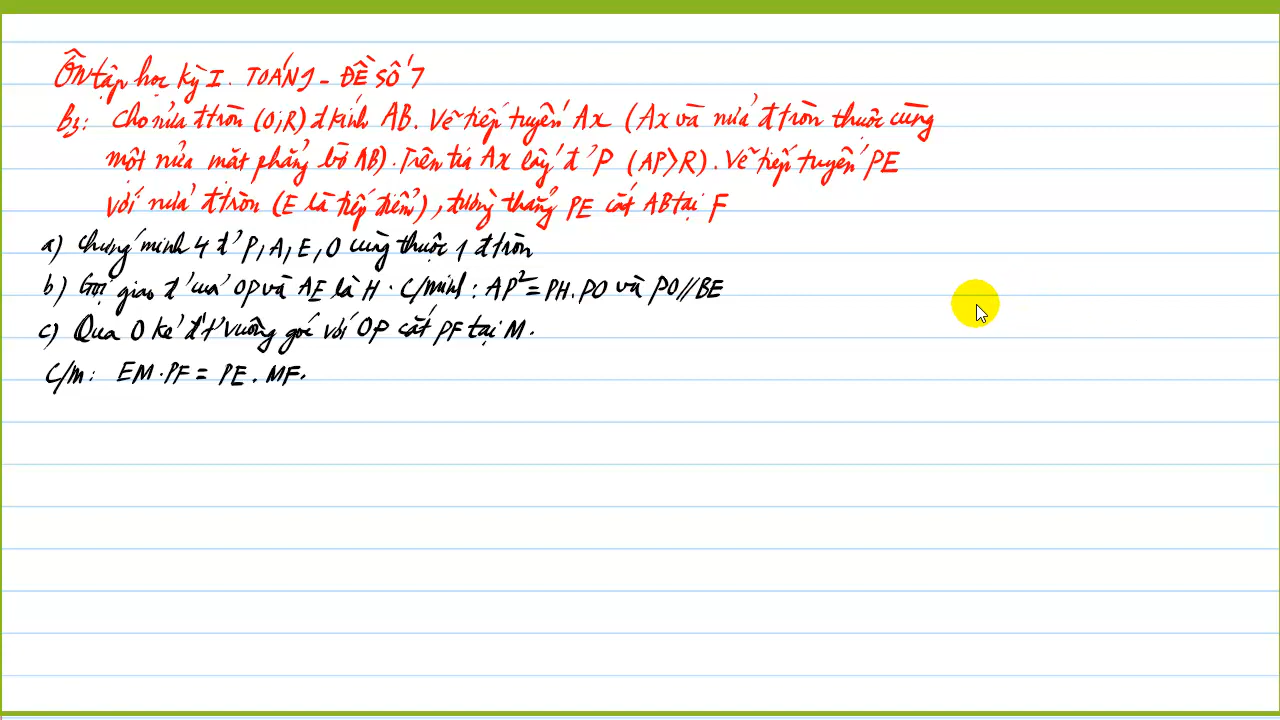 Ôn tập học kỳ I. TOÁN 9 - ĐỀ SỐ 7
B3: Cho nửa đ tròn (O;R) đ kính AB. Vẽ tiếp tuyến Ax (Ax và nửa đ tròn thuộc cùng
một nửa mặt phẳng bờ AB). Trên tia Ax lấy đ' P (AP>R). Vẽ tiếp tuyến PE
với nửa đ tròn (E là tiếp điểm), đường thẳng PE cắt AB tại F
a) Chứng minh 4 đ' P, A, E, O cùng thuộc 1 đ tròn
b) Gọi giao đ' của OP và AE là H. C/minh: AP² = PH.PO và PO//BE
c) Qua O kẻ đ't vuông góc với OP cắt PF tại M.
C/m: EM.PF = PE.MF.